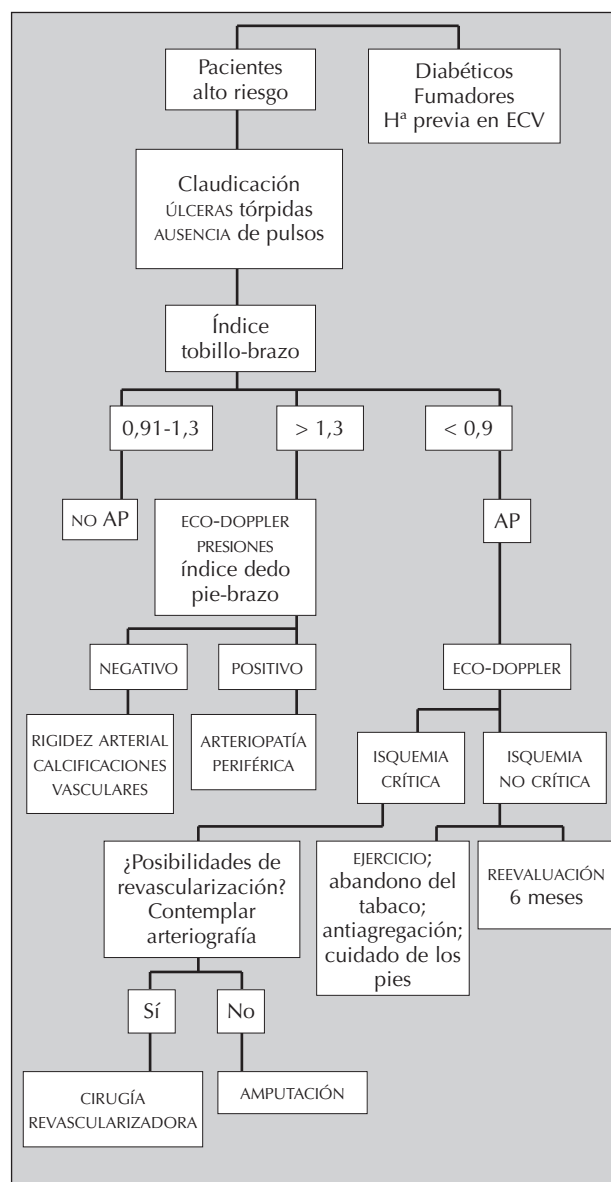 Pacientes
alto riesgo
Diabéticos
Fumadores
Hª previa en ECV
Claudicación
ÚLCERAS tórpidas
AUSENCIA de pulsos
Índice
tobillo-brazo
0,91-1,3
> 1,3
< 0,9
NO AP
ECO-DOPPLER
PRESIONES
índice dedo
pie-brazo
AP
NEGATIVO
POSITIVO
ECO-DOPPLER
RIGIDEZ ARTERIAL
CALCIFICACIONES
VASCULARES
ARTERIOPATÍA
PERIFÉRICA
ISQUEMIA
CRÍTICA
ISQUEMIA
NO CRÍTICA
¿Posibilidades de
revascularización?
Contemplar
arteriografía
EJERCICIO;
abandono del
tabaco;
antiagregación;
cuidado de los
pies
REEVALUACIÓN
6 meses
Sí
No
CIRUGÍA
REVASCULARIZADORA
AMPUTACIÓN